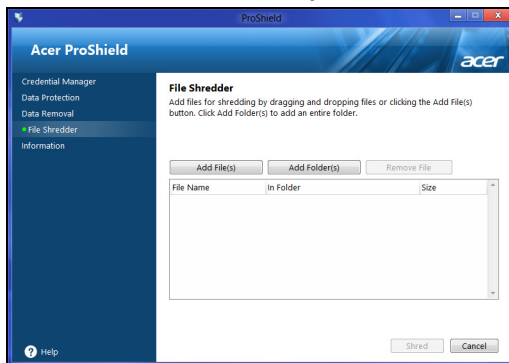 ProShield
Acer ProShield
acer
Credential Manager
Data Protection
Data Removal
File Shredder
Information
File Shredder
Add files for shredding by dragging and dropping files or clicking the Add File(s)
button. Click Add Folder(s) to add an entire folder.
Add File(s) Add Folder(s) Remove File
File Name In Folder Size
Help
Shred Cancel